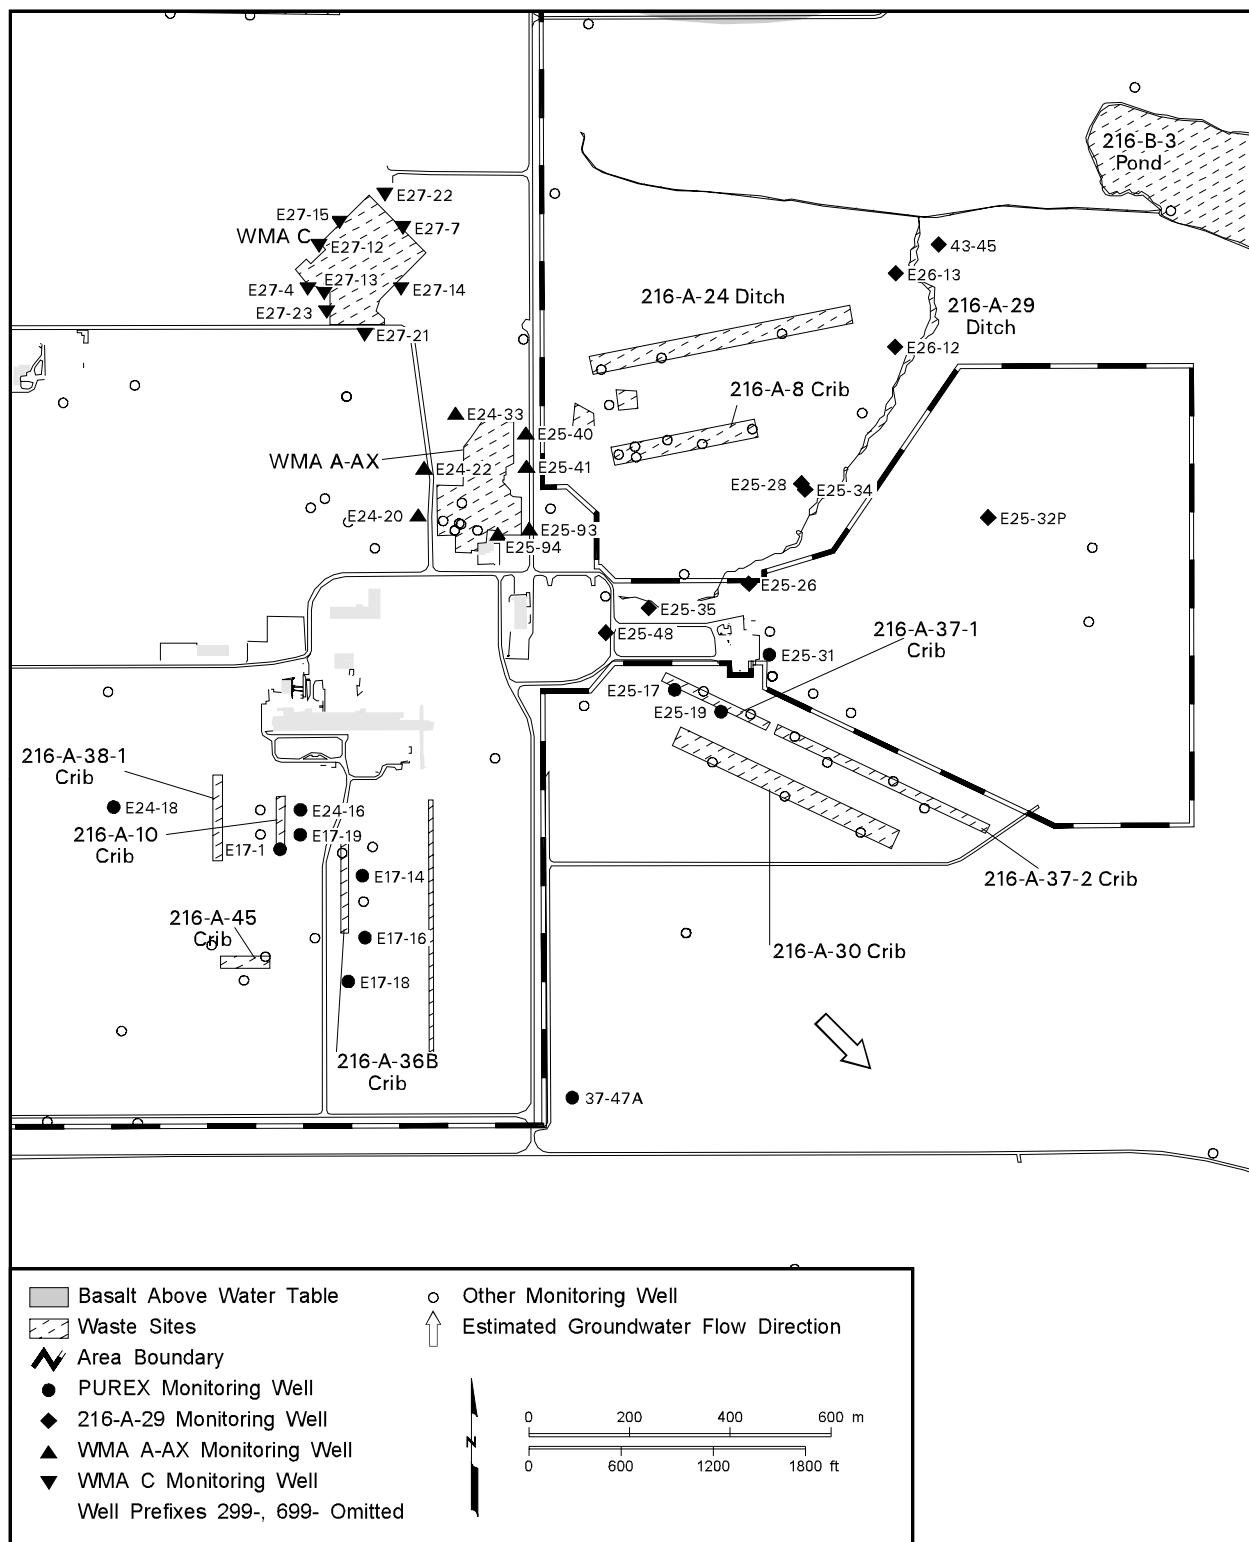 216-B-3
Pond
E27-22
E27-15
E27-7
WMA C
E27-12
43-45
E26-13
E27-13
E27-4
E27-14
216-A-24 Ditch
216-A-29
Ditch
E27-23
E27-21
E26-12
216-A-8 Crib
E24-33
E25-40
WMA A-AX
E24-22
E25-41
E25-28
E25-34
E24-20
E25-93
E25-32P
E25-94
E25-26
E25-35
E25-48
216-A-37-1
Crib
E25-31
E25-17
E25-19
216-A-38-1
Crib
E24-18
E24-16
216-A-10
Crib
E17-19
E17-1
E17-14
216-A-37-2 Crib
216-A-45
Crib
E17-16
216-A-30 Crib
E17-18
216-A-36B
Crib
37-47A
Basalt Above Water Table
Waste Sites
Area Boundary
PUREX Monitoring Well
216-A-29 Monitoring Well
WMA A-AX Monitoring Well
WMA C Monitoring Well
Well Prefixes 299-, 699- Omitted
Other Monitoring Well
Estimated Groundwater Flow Direction
N
0 200 400 600 m
0 600 1200 1800 ft